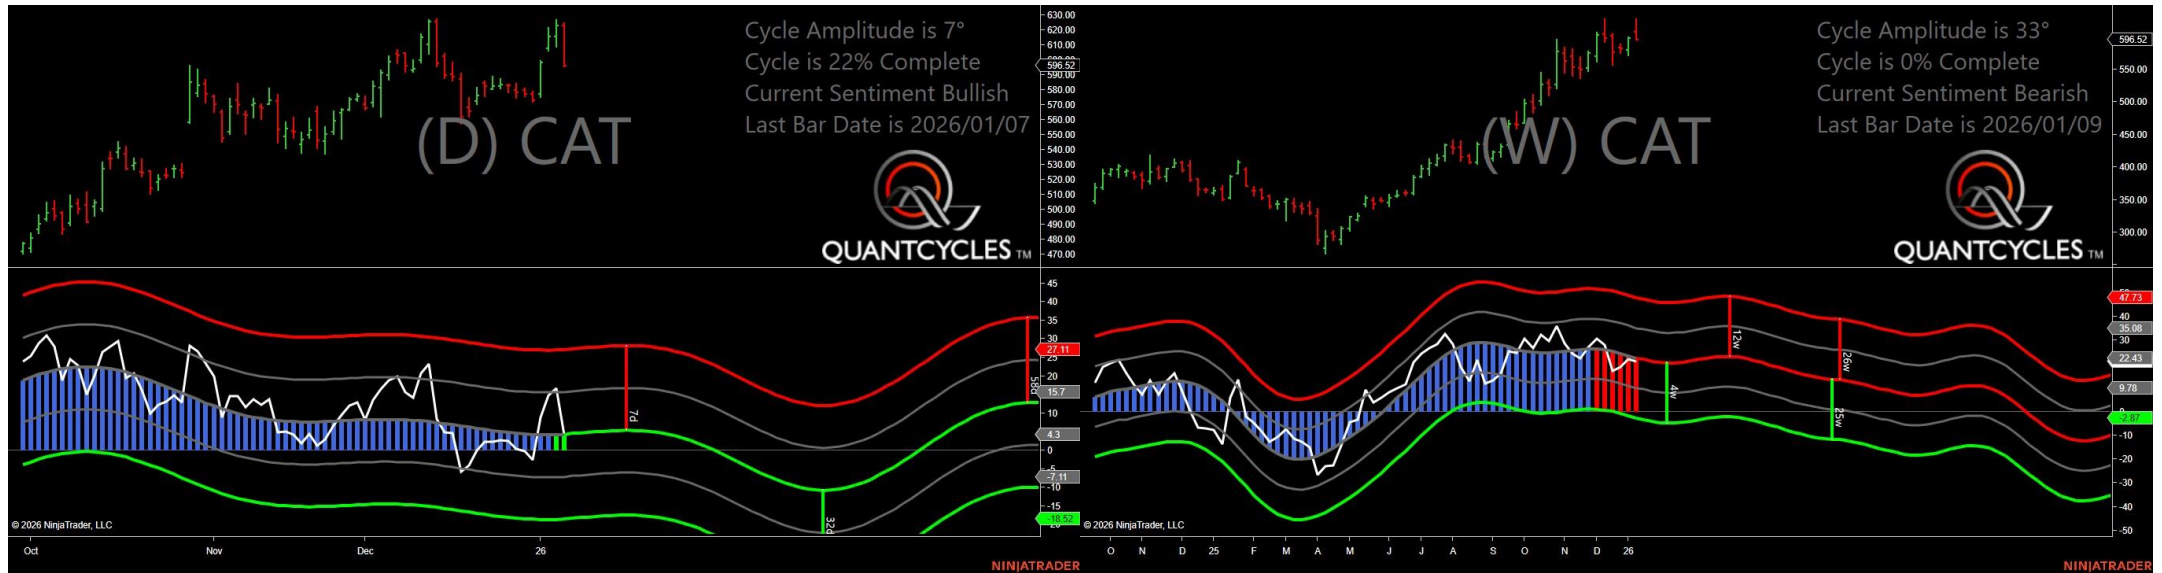 Cycle Amplitude is 7°
Cycle is 22% Complete
Current Sentiment Bullish
Last Bar Date is 2026/01/07
(D) CAT
QUANTCYCLES TM
630.00
620.00
610.00
596.52
590.00
580.00
570.00
560.00
550.00
540.00
530.00
520.00
510.00
500.00
490.00
480.00
470.00
45
40
35
27.11
25
20
15.7
10
4.3
0
-7.11
-10
-15
-18.52
7d
32d
58d
© 2026 NinjaTrader, LLC
Oct Nov Dec 26
NINJATRADER
Cycle Amplitude is 33°
Cycle is 0% Complete
Current Sentiment Bearish
Last Bar Date is 2026/01/09
(W) CAT
QUANTCYCLES TM
596.52
550.00
500.00
450.00
400.00
350.00
300.00
47.73
40
35.08
30
22.43
9.78
-2.87
-10
-20
-30
-40
-50
12w
26w
4w
25w
© 2026 NinjaTrader, LLC
O N D 25 F M A M J J A S O N D 26
NINJATRADER